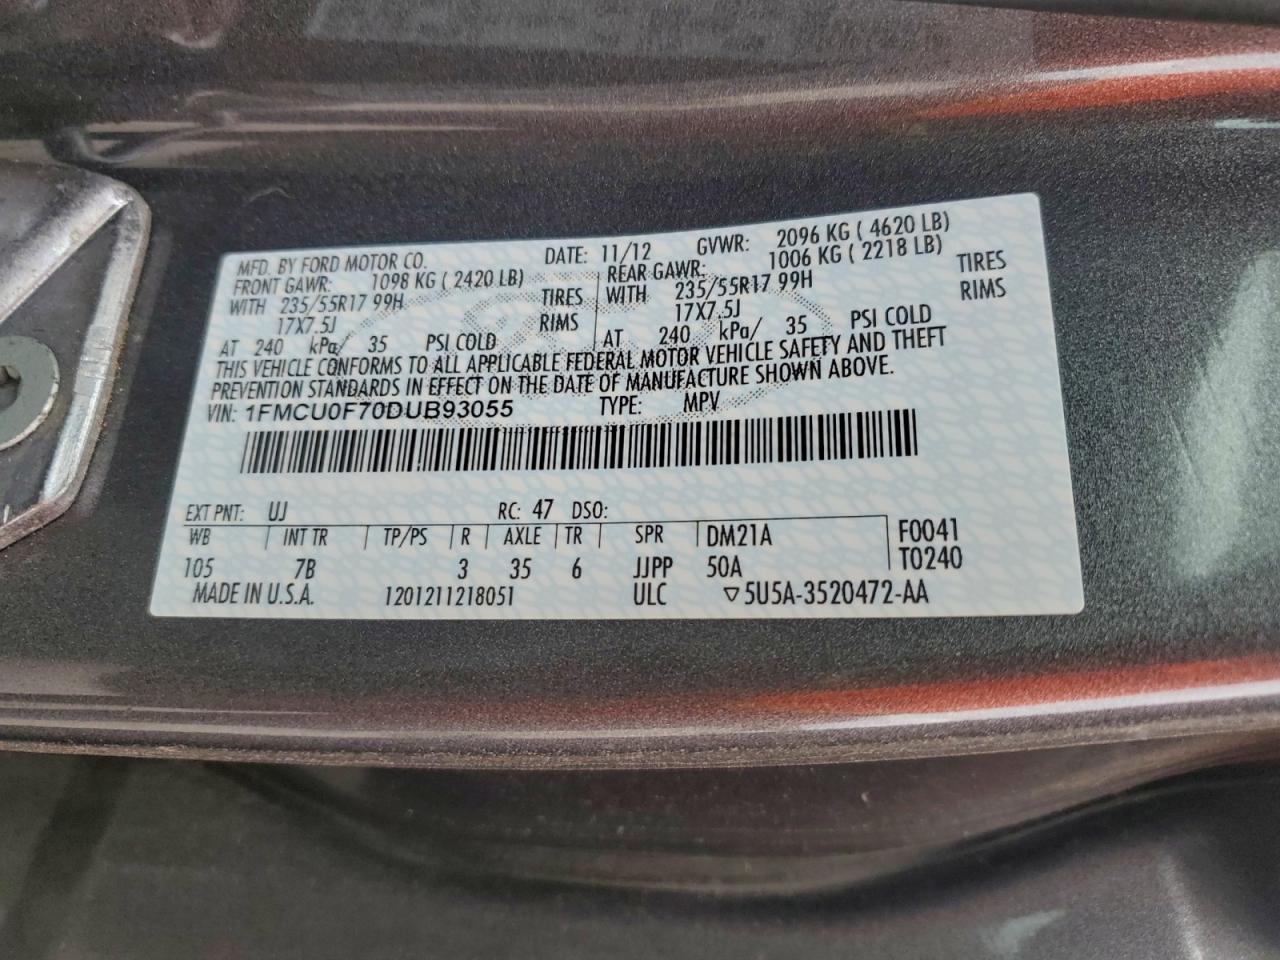 MFD. BY FORD MOTOR CO. DATE: 11/12 GVWR: 2096 KG ( 4620 LB)
FRONT GAWR: 1098 KG ( 2420 LB) REAR GAWR: 1006 KG ( 2218 LB)
WITH 235/55R17 99H TIRES WITH 235/55R17 99H TIRES
17X7.5J RIMS 17X7.5J RIMS
AT 240 kPa/ 35 PSI COLD AT 240 kPa/ 35 PSI COLD
THIS VEHICLE CONFORMS TO ALL APPLICABLE FEDERAL MOTOR VEHICLE SAFETY AND THEFT
PREVENTION STANDARDS IN EFFECT ON THE DATE OF MANUFACTURE SHOWN ABOVE.
VIN: 1FMCU0F70DUB93055 TYPE: MPV
EXT PNT: UJ RC: 47 DSO:
WB INT TR TP/PS R AXLE TR SPR DM21A F0041
105 7B 3 35 6 JJPP 50A T0240
MADE IN U.S.A. 1201211218051 ULC ▽5U5A-3520472-AA